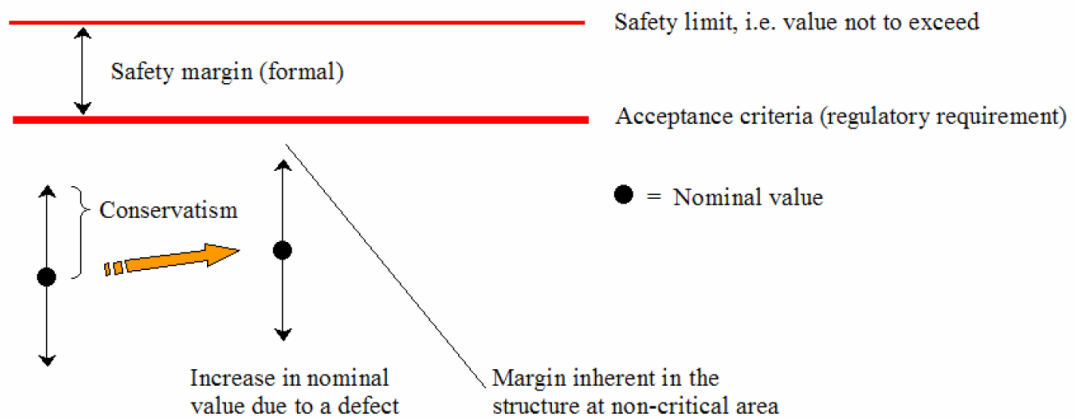 Safety limit, i.e. value not to exceed
Safety margin (formal)
Acceptance criteria (regulatory requirement)
= Nominal value
Conservatism
Increase in nominal
value due to a defect
Margin inherent in the
structure at non-critical area